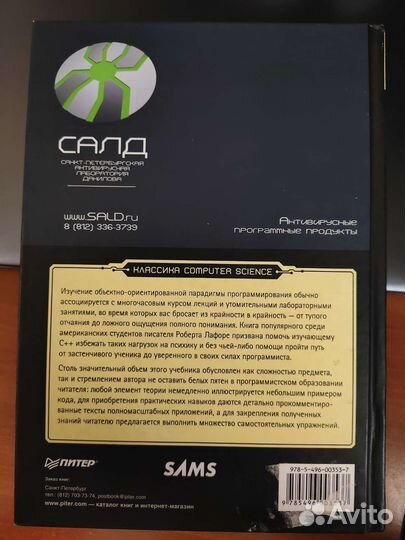 САЛД
САНКТ-ПЕТЕРБУРГСКАЯ
АНТИВИРУСНАЯ
ЛАБОРАТОРИЯ
ДАНИЛОВА
www.SALD.ru
8 (812) 336-3739
Антивирусные
программные продукты
КЛАССИКА COMPUTER SCIENCE
Изучение объектно-ориентированной парадигмы программирования обычно
ассоциируется с многочасовым курсом лекций и утомительными лабораторными
занятиями, во время которых вас бросает из крайности в крайность — от тупого
отчаяния до ложного ощущения полного понимания. Книга популярного среди
американских студентов писателя Роберта Лафоре призвана помочь изучающему
C++ избежать таких нагрузок на психику и без чьей-либо помощи пройти путь
от застенчивого ученика до уверенного в своих силах программиста.
Столь значительный объем этого учебника обусловлен как сложностью предмета,
так и стремлением автора не оставить белых пятен в программистском образовании
читателя: любой элемент теории немедленно иллюстрируется небольшим примером
кода, для приобретения практических навыков даются детально прокомментиро-
ванные тексты полномасштабных приложений, а для закрепления полученных
знаний читателю предлагается выполнить множество самостоятельных упражнений.
ПИТЕР
SAMS
978-5-496-00353-7
Заказ книг:
Санкт-Петербург
тел.: (812) 703-73-74, postbook@piter.com
www.piter.com — каталог книг и интернет-магазин
Avito